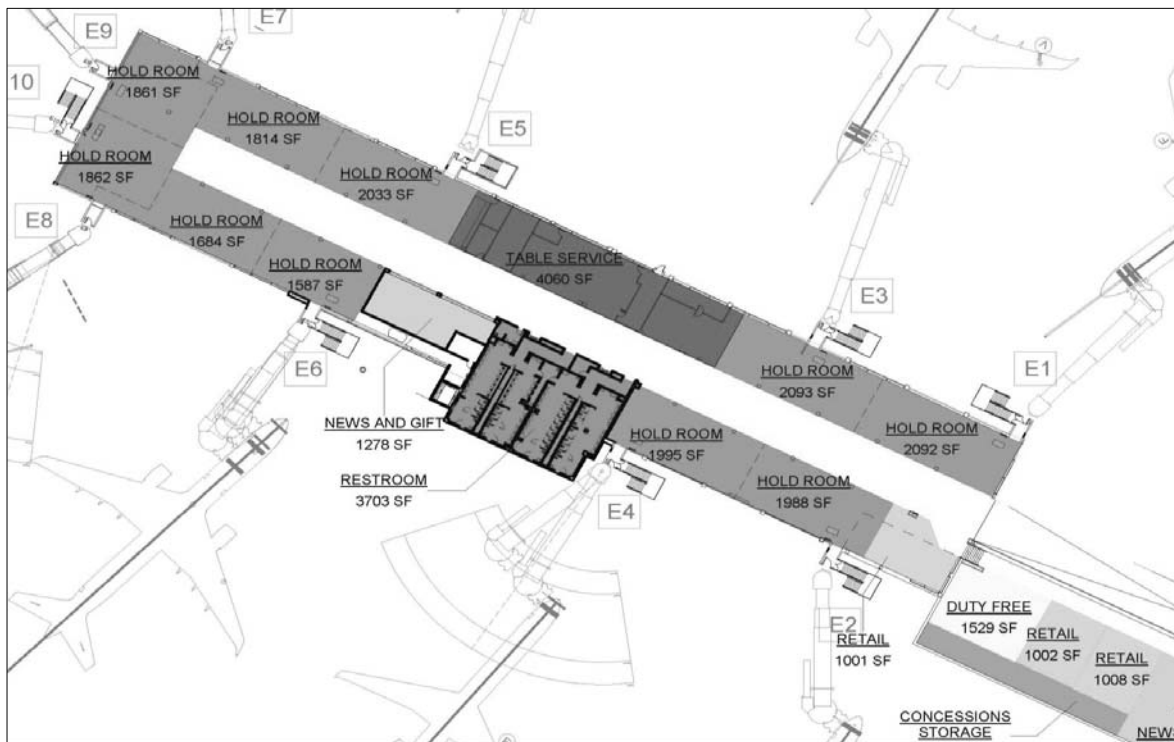 E9
E7
10
HOLD ROOM
1861 SF
HOLD ROOM
1814 SF
E5
HOLD ROOM
1862 SF
HOLD ROOM
2033 SF
E8
HOLD ROOM
1684 SF
HOLD ROOM
1587 SF
TABLE SERVICE
4060 SF
E3
E6
HOLD ROOM
2093 SF
E1
NEWS AND GIFT
1278 SF
HOLD ROOM
1995 SF
HOLD ROOM
2092 SF
RESTROOM
3703 SF
HOLD ROOM
1988 SF
E4
E2
RETAIL
1001 SF
DUTY FREE
1529 SF
RETAIL
1002 SF
RETAIL
1008 SF
CONCESSIONS
STORAGE
NEW